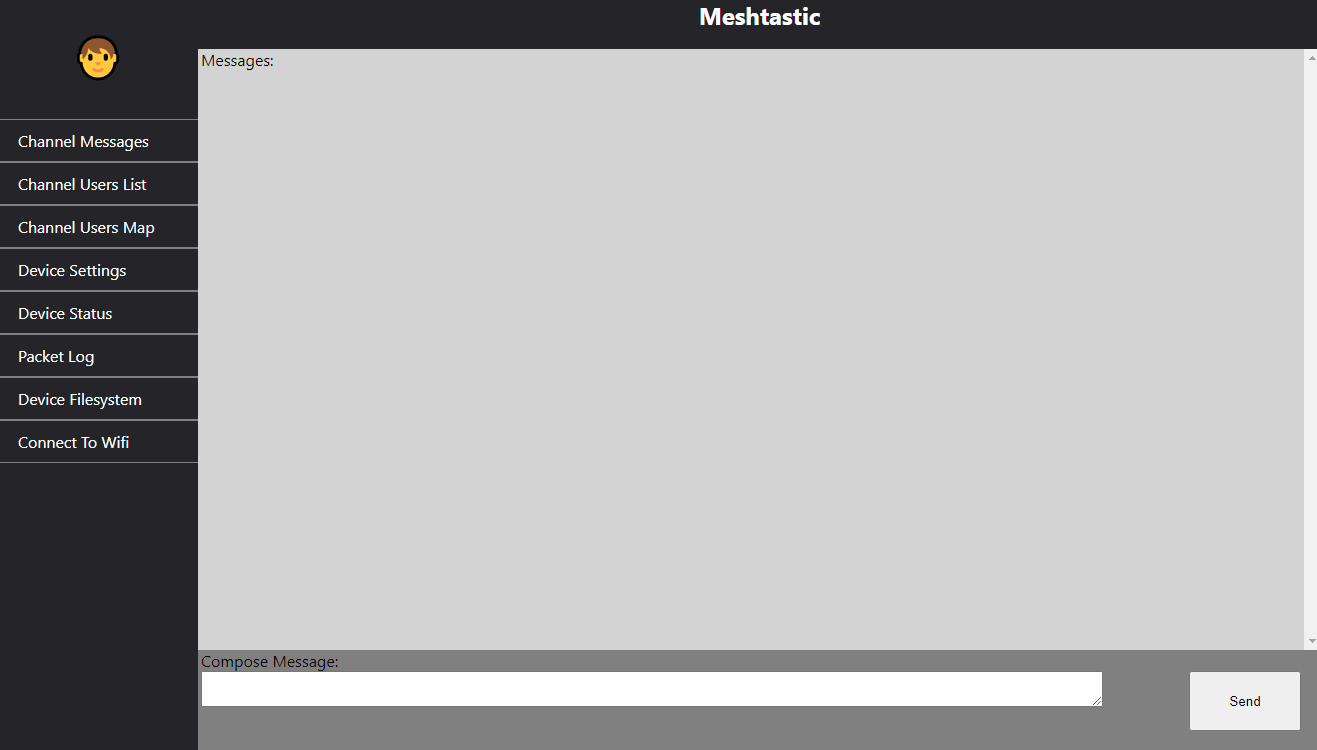 Meshtastic
Channel Messages
Channel Users List
Channel Users Map
Device Settings
Device Status
Packet Log
Device Filesystem
Connect To Wifi
Messages:
Compose Message:
Send